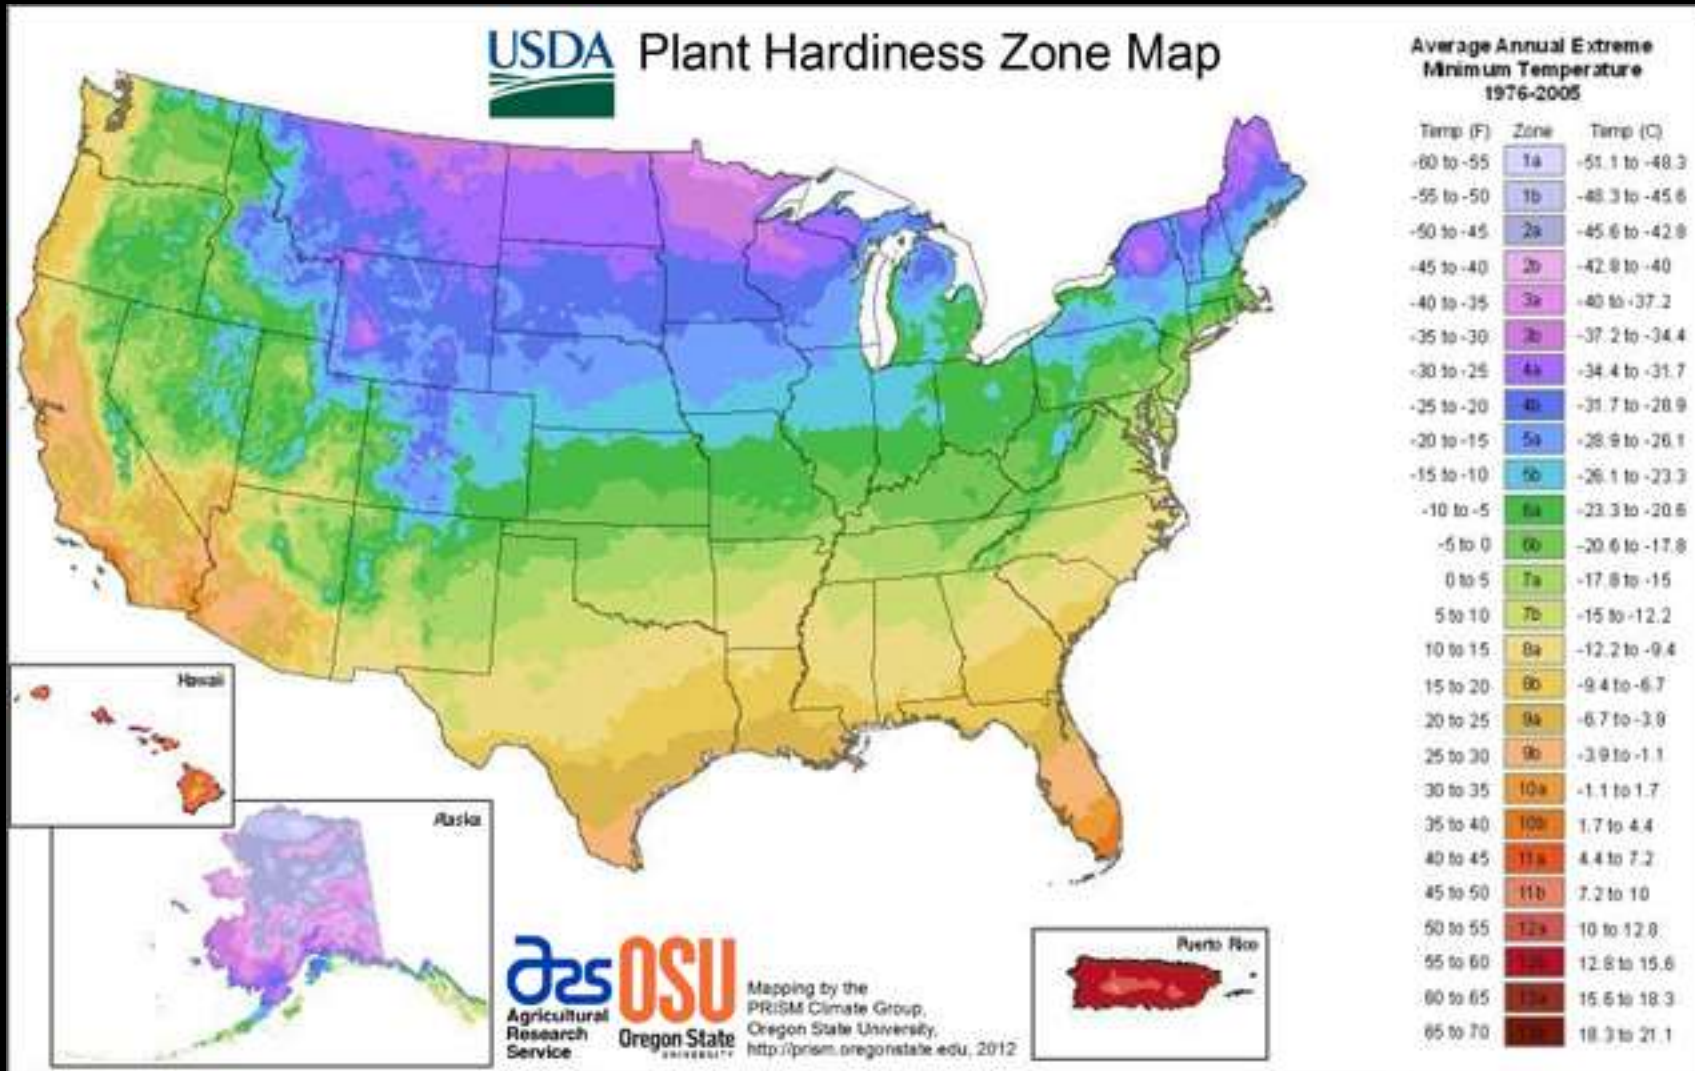 USDA Plant Hardiness Zone Map
Average Annual Extreme
Minimum Temperature
1976-2005
Temp (F) Zone Temp (C)
-60 to -55 1a -51.1 to -48.3
-55 to -50 1b -48.3 to -45.6
-50 to -45 2a -45.6 to -42.8
-45 to -40 2b -42.8 to -40
-40 to -35 3a -40 to -37.2
-35 to -30 3b -37.2 to -34.4
-30 to -25 4a -34.4 to -31.7
-25 to -20 4b -31.7 to -28.9
-20 to -15 5a -28.9 to -26.1
-15 to -10 5b -26.1 to -23.3
-10 to -5 6a -23.3 to -20.6
-5 to 0 6b -20.6 to -17.8
0 to 5 7a -17.8 to -15
5 to 10 7b -15 to -12.2
10 to 15 8a -12.2 to -9.4
15 to 20 8b -9.4 to -6.7
20 to 25 9a -6.7 to -3.9
25 to 30 9b -3.9 to -1.1
30 to 35 10a -1.1 to 1.7
35 to 40 10b 1.7 to 4.4
40 to 45 11a 4.4 to 7.2
45 to 50 11b 7.2 to 10
50 to 55 12a 10 to 12.8
55 to 60 12.8 to 15.6
60 to 65 13a 15.6 to 18.3
65 to 70 18.3 to 21.1
Hawaii
Alaska
ars
Agricultural
Research
Service
OSU
Oregon State
UNIVERSITY
Mapping by the
PRISM Climate Group,
Oregon State University,
http://prism.oregonstate.edu, 2012
Puerto Rico